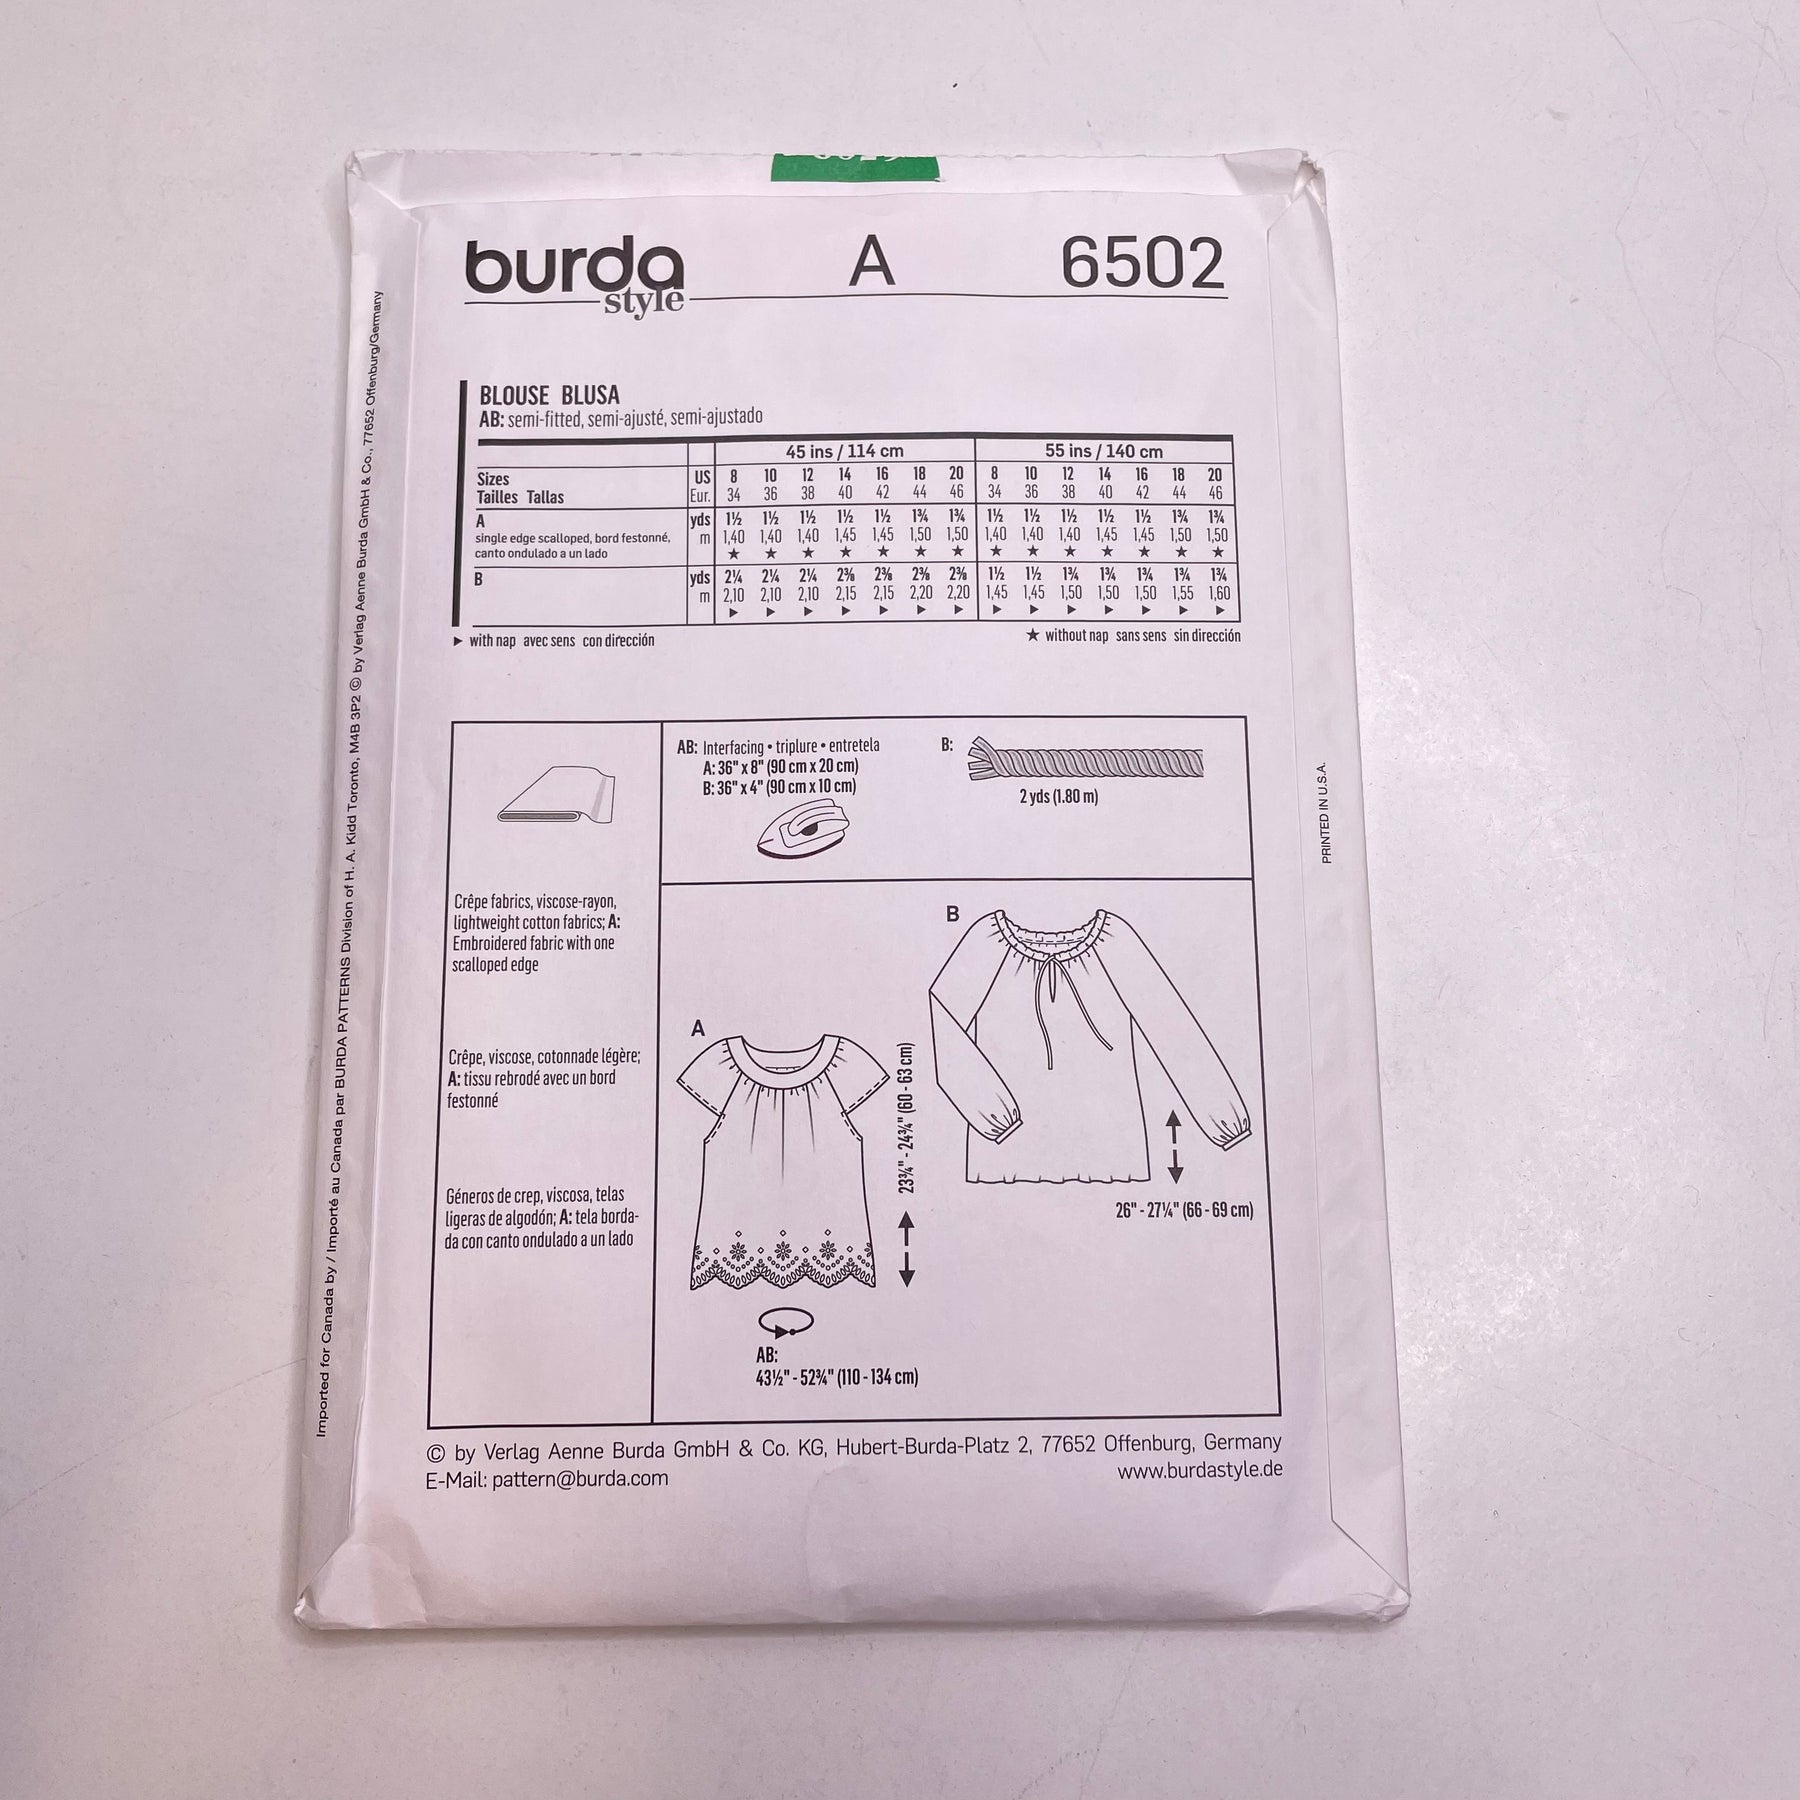 burda
style
A
6502
BLOUSE BLUSA
AB: semi-fitted, semi-ajusté, semi-ajustado
45 ins / 114 cm 55 ins / 140 cm
Sizes US 8 10 12 14 16 18 20 8 10 12 14 16 18 20
Tailles Tallas Eur. 34 36 38 40 42 44 46 34 36 38 40 42 44 46
A yds 1½ 1½ 1½ 1½ 1½ 1¾ 1¾ 1½ 1½ 1½ 1½ 1½ 1¾ 1¾
single edge scalloped, bord festonné, m 1,40 1,40 1,40 1,45 1,45 1,50 1,50 1,40 1,40 1,40 1,45 1,45 1,50 1,50
canto ondulado a un lado ★ ★ ★ ★ ★ ★ ★ ★ ★ ★ ★ ★ ★ ★
B yds 2¼ 2¼ 2¼ 2⅜ 2⅜ 2⅜ 2⅜ 1½ 1½ 1¾ 1¾ 1¾ 1¾ 1¾
m 2,10 2,10 2,10 2,15 2,15 2,20 2,20 1,45 1,45 1,50 1,50 1,50 1,55 1,60
▶ ▶ ▶ ▶ ▶ ▶ ▶ ▶ ▶ ▶ ▶ ▶ ▶ ▶
▶ with nap avec sens con dirección ★ without nap sans sens sin dirección
AB: Interfacing • triplure • entretela
A: 36" x 8" (90 cm x 20 cm)
B: 36" x 4" (90 cm x 10 cm)
B:
2 yds (1.80 m)
Crêpe fabrics, viscose-rayon,
lightweight cotton fabrics; A:
Embroidered fabric with one
scalloped edge
Crêpe, viscose, cotonnade légère;
A: tissu rebrodé avec un bord
festonné
Géneros de crep, viscosa, telas
ligeras de algodón; A: tela borda-
da con canto ondulado a un lado
A
23¾" - 24¾" (60 - 63 cm)
B
26" - 27¼" (66 - 69 cm)
AB:
43½" - 52¾" (110 - 134 cm)
© by Verlag Aenne Burda GmbH & Co. KG, Hubert-Burda-Platz 2, 77652 Offenburg, Germany
E-Mail: pattern@burda.com www.burdastyle.de
Imported for Canada by / Importé au Canada par BURDA PATTERNS Division of H. A. Kidd Toronto, M4B 3P2 © by Verlag Aenne Burda GmbH & Co., 77652 Offenburg/Germany
PRINTED IN U.S.A.